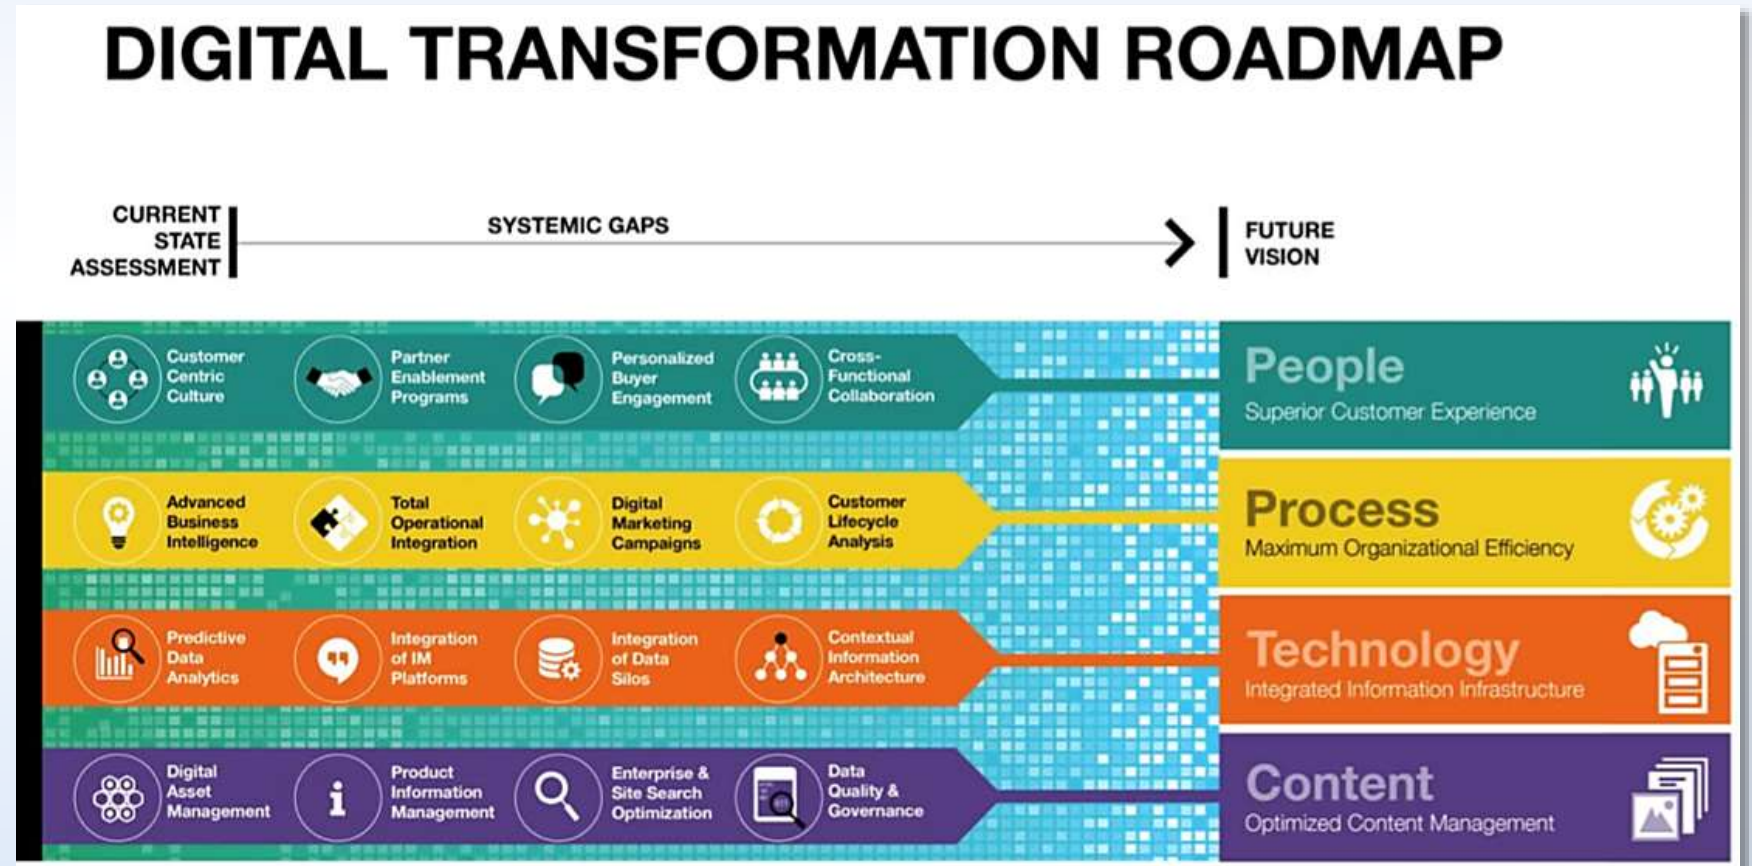 DIGITAL TRANSFORMATION ROADMAP
CURRENT
STATE
ASSESSMENT
SYSTEMIC GAPS
FUTURE
VISION
Customer
Centric
Culture
Partner
Enablement
Programs
Personalized
Buyer
Engagement
Cross-
Functional
Collaboration
People
Superior Customer Experience
Advanced
Business
Intelligence
Total
Operational
Integration
Digital
Marketing
Campaigns
Customer
Lifecycle
Analysis
Process
Maximum Organizational Efficiency
Predictive
Data
Analytics
Integration
of IM
Platforms
Integration
of Data
Silos
Contextual
Information
Architecture
Technology
Integrated Information Infrastructure
Digital
Asset
Management
Product
Information
Management
Enterprise &
Site Search
Optimization
Data
Quality &
Governance
Content
Optimized Content Management